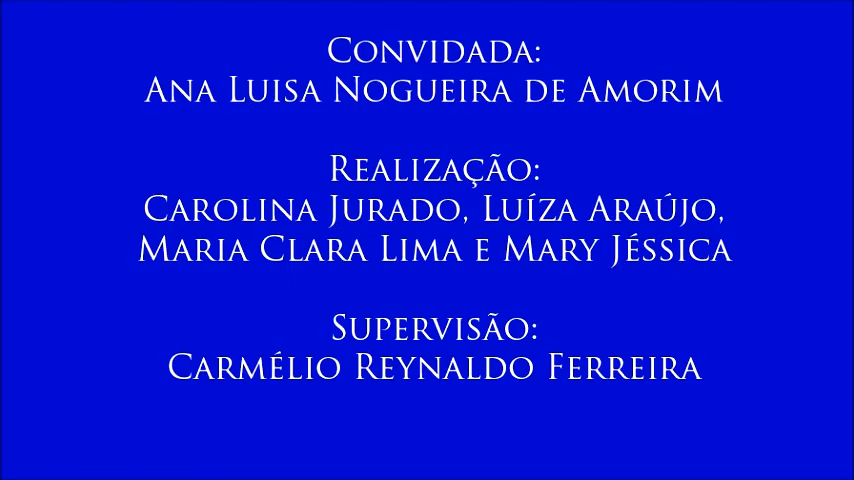 Convidada:
Ana Luisa Nogueira de Amorim
Realização:
Carolina Jurado, Luíza Araújo,
Maria Clara Lima e Mary Jéssica
Supervisão:
Carmélio Reynaldo Ferreira